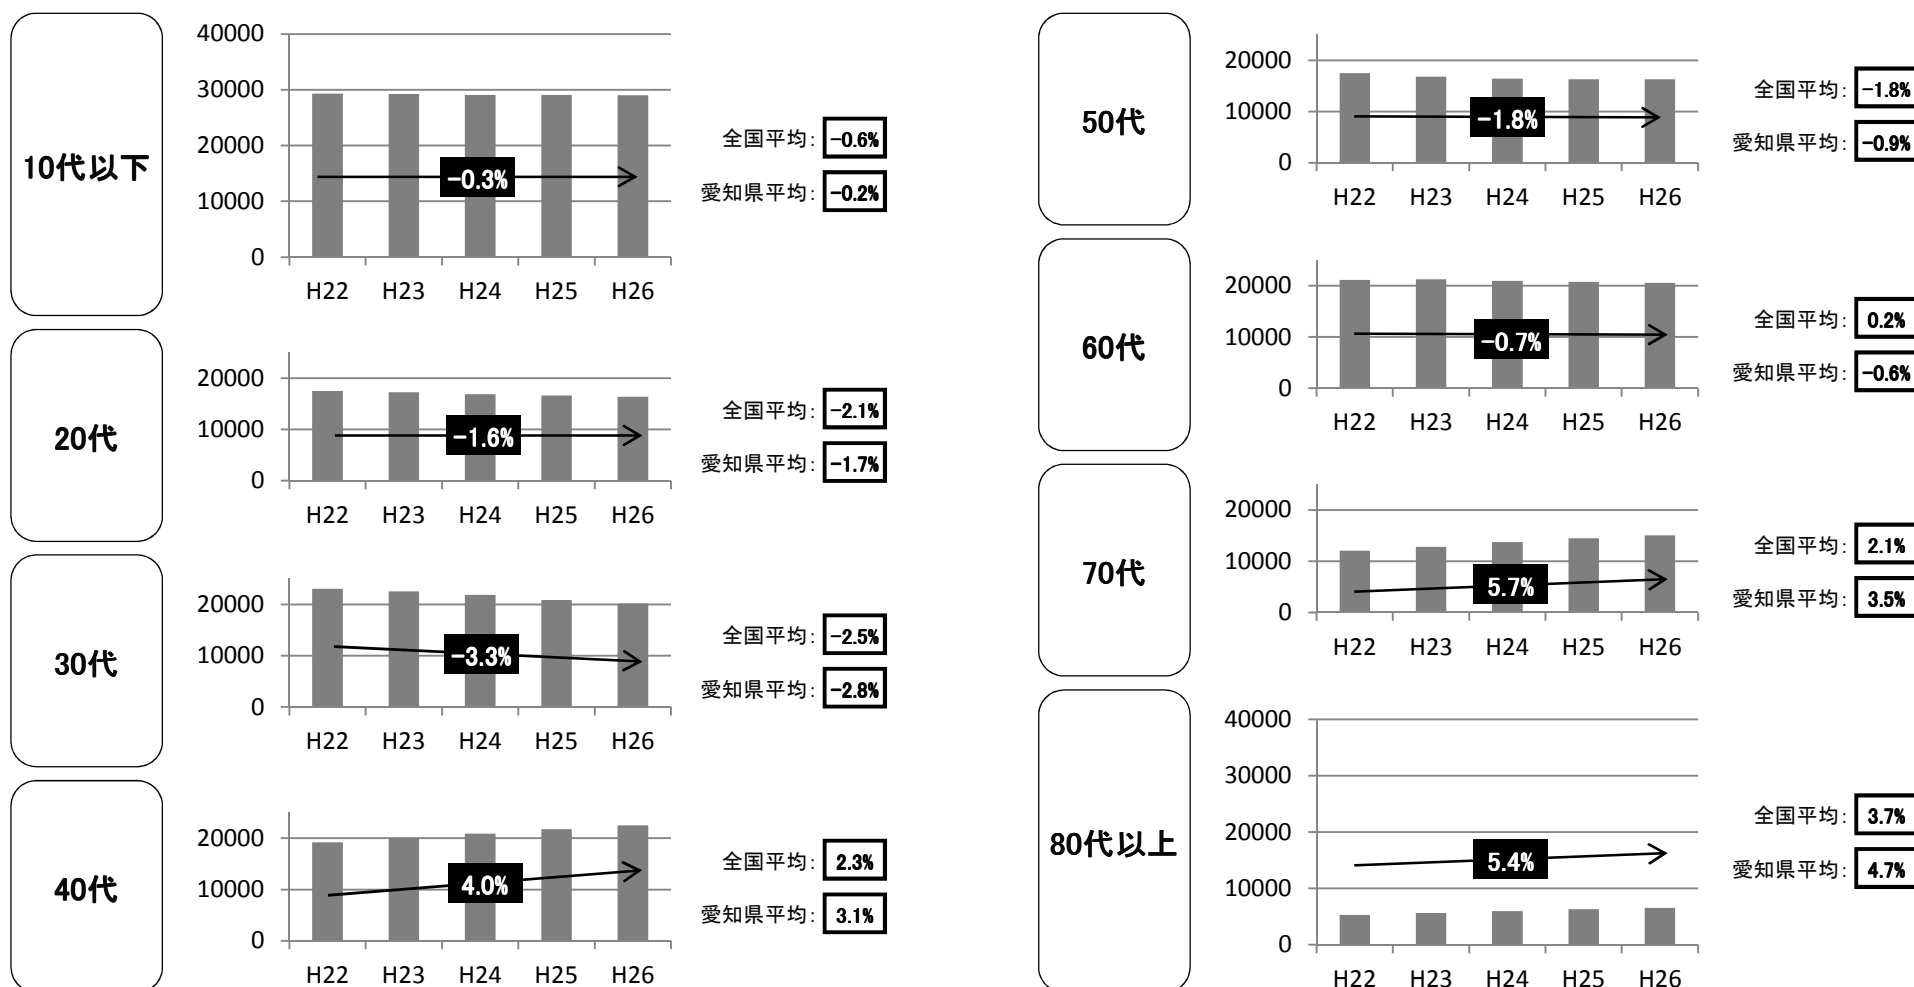 10代以下
40000
30000
20000
10000
0
H22 H23 H24 H25 H26
-0.3%
全国平均: -0.6%
愛知県平均: -0.2%
20代
20000
10000
0
H22 H23 H24 H25 H26
-1.6%
全国平均: -2.1%
愛知県平均: -1.7%
30代
20000
10000
0
H22 H23 H24 H25 H26
-3.3%
全国平均: -2.5%
愛知県平均: -2.8%
40代
20000
10000
0
H22 H23 H24 H25 H26
4.0%
全国平均: 2.3%
愛知県平均: 3.1%
50代
20000
10000
0
H22 H23 H24 H25 H26
-1.8%
全国平均: -1.8%
愛知県平均: -0.9%
60代
20000
10000
0
H22 H23 H24 H25 H26
-0.7%
全国平均: 0.2%
愛知県平均: -0.6%
70代
20000
10000
0
H22 H23 H24 H25 H26
5.7%
全国平均: 2.1%
愛知県平均: 3.5%
80代以上
40000
30000
20000
10000
0
H22 H23 H24 H25 H26
5.4%
全国平均: 3.7%
愛知県平均: 4.7%